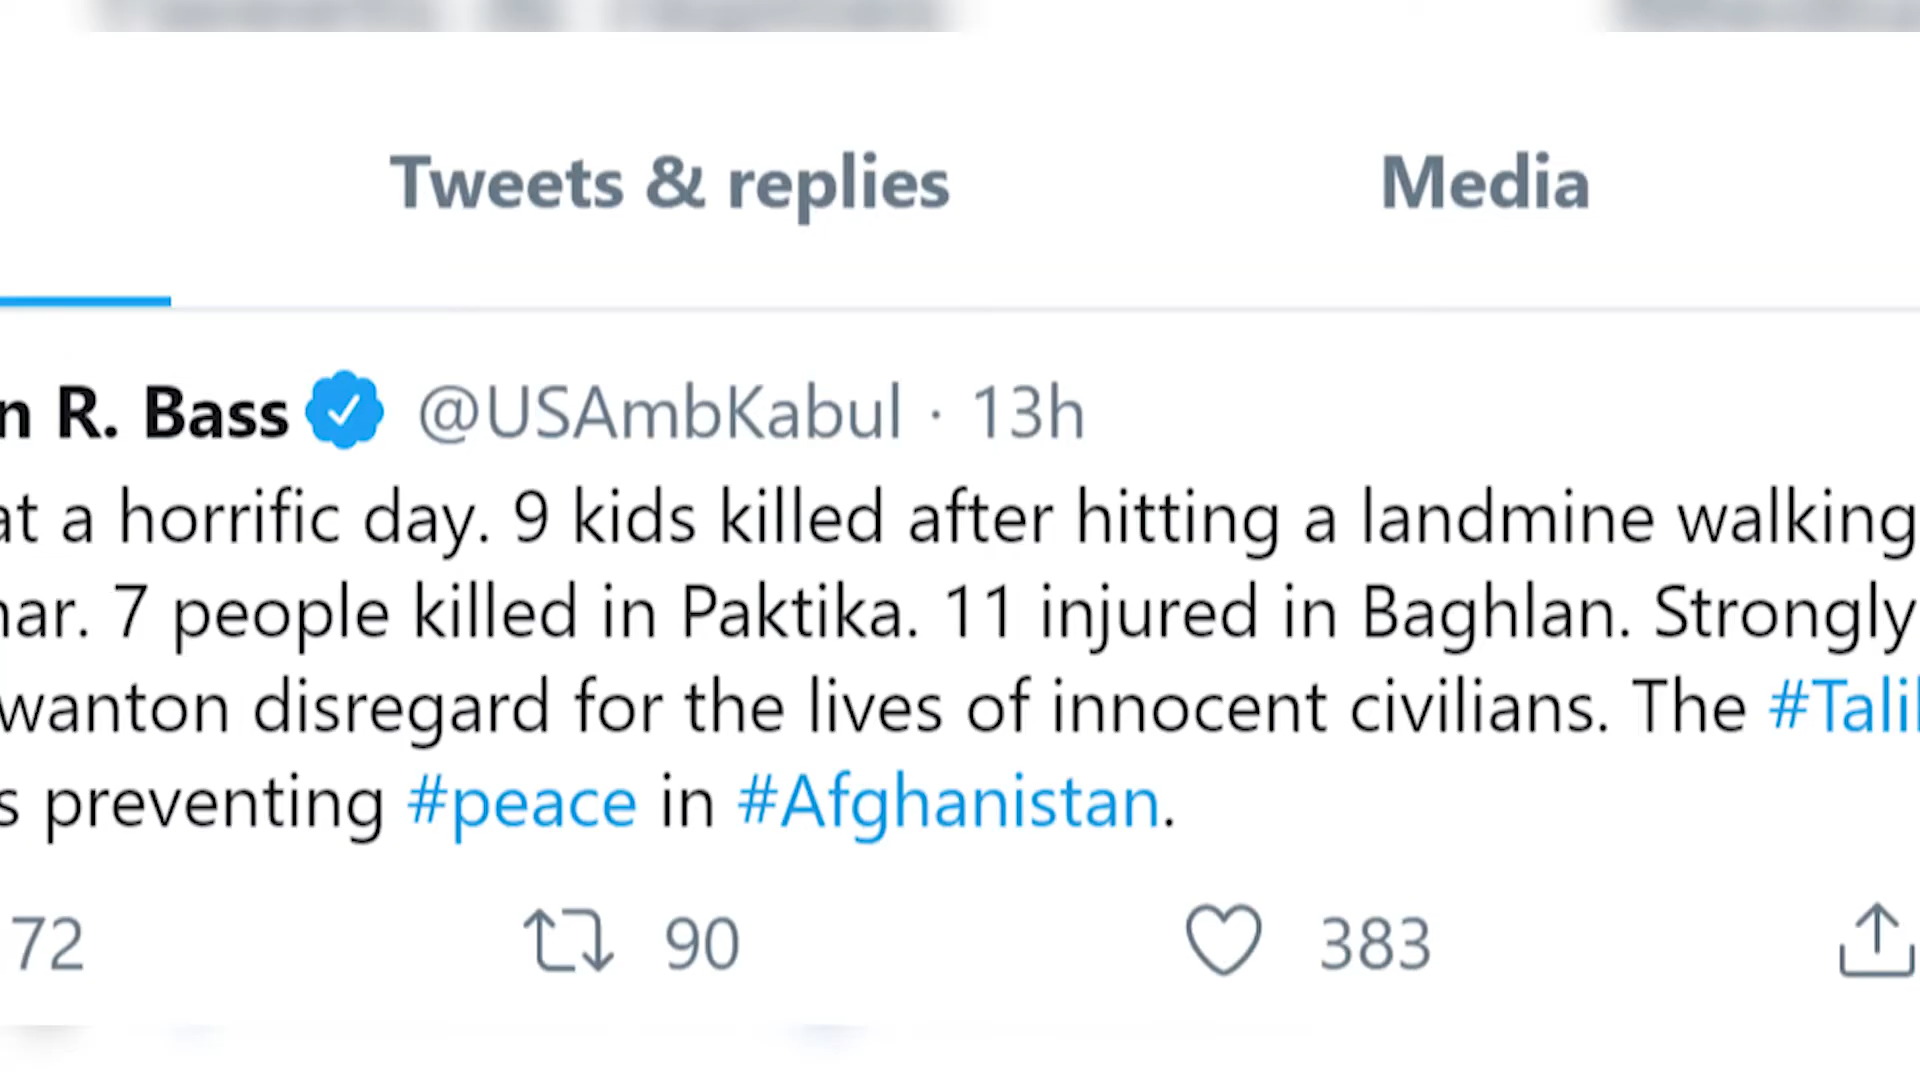 Tweets & replies Media
n R. Bass @USAmbKabul · 13h
at a horrific day. 9 kids killed after hitting a landmine walking
har. 7 people killed in Paktika. 11 injured in Baghlan. Strongly
wanton disregard for the lives of innocent civilians. The #Talib
s preventing #peace in #Afghanistan.
72 90 383